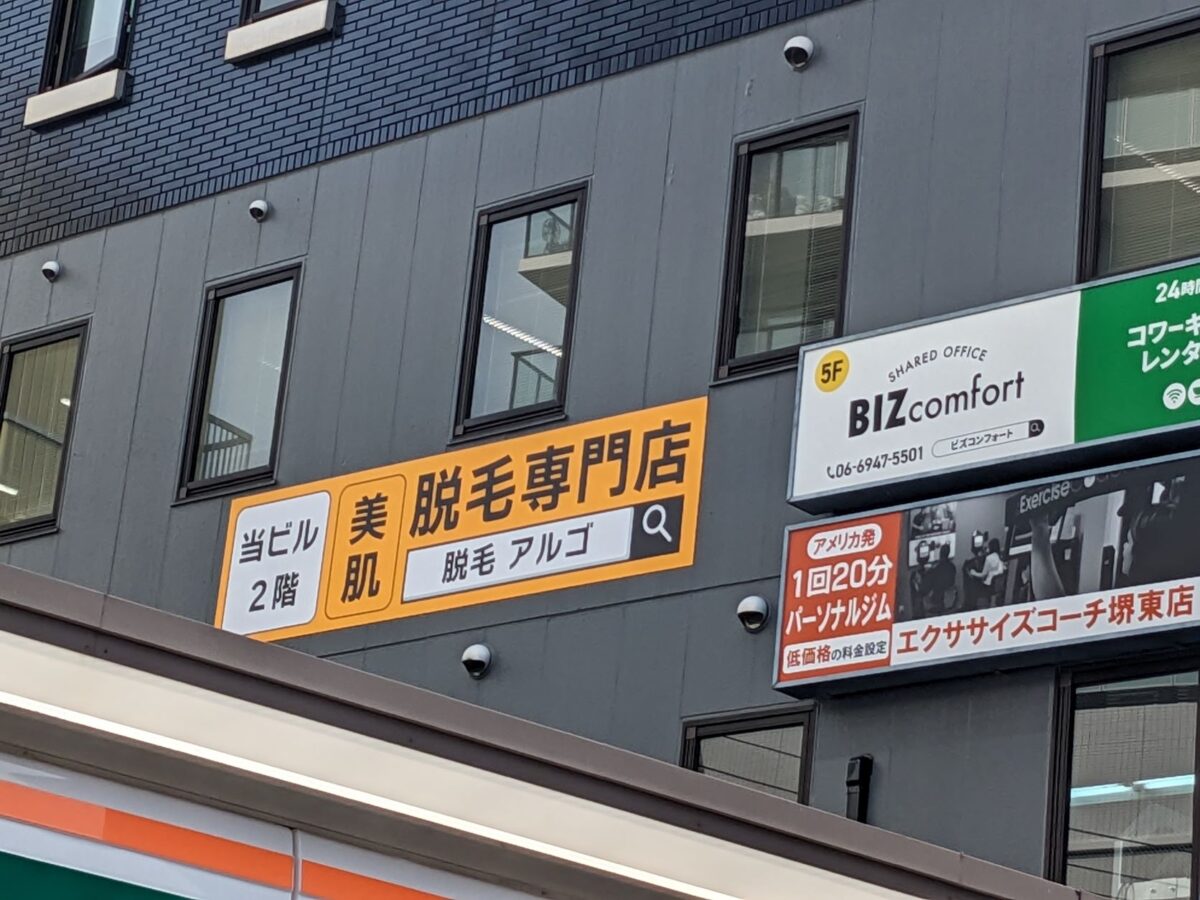 当ビル
2階
美肌
脱毛専門店
脱毛 アルゴ
5F
SHARED OFFICE
BIZcomfort
06-6947-5501
ビズコンフォート
24時
コワーキ
レンタ
アメリカ発
1回20分
パーソナルジム
低価格の料金設定
Exercise
エクササイズコーチ堺東店